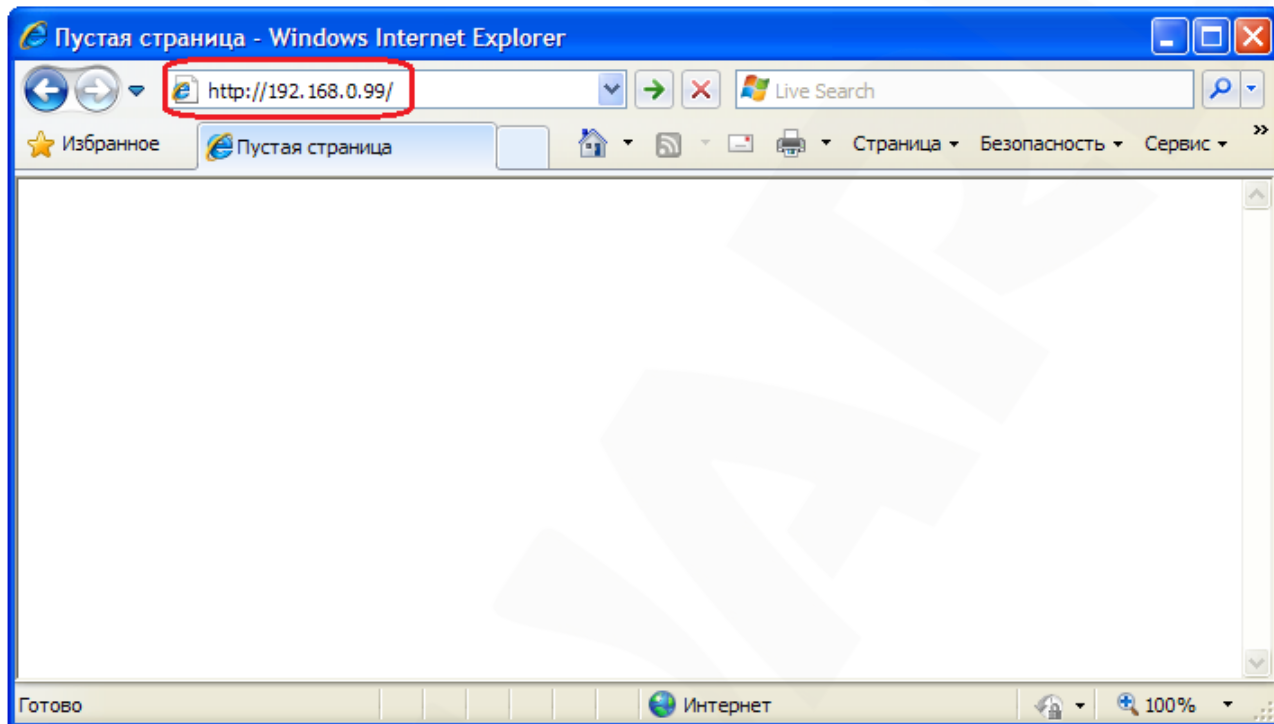 Пустая страница - Windows Internet Explorer
http://192.168.0.99/
Live Search
Избранное
Пустая страница
Страница
Безопасность
Сервис
»
Готово
Интернет
100%